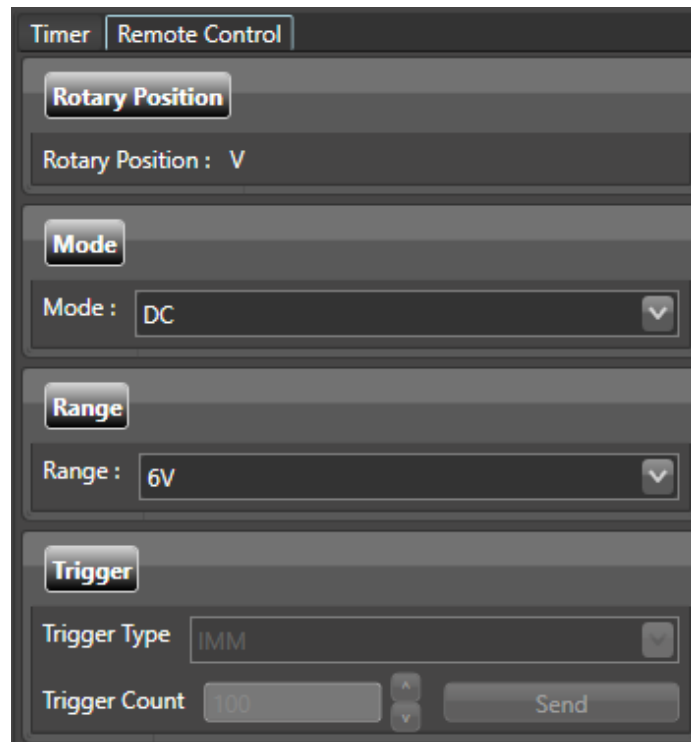 Timer Remote Control
Rotary Position
Rotary Position : V
Mode
Mode : DC
Range
Range : 6V
Trigger
Trigger Type IMM
Trigger Count 100 Send